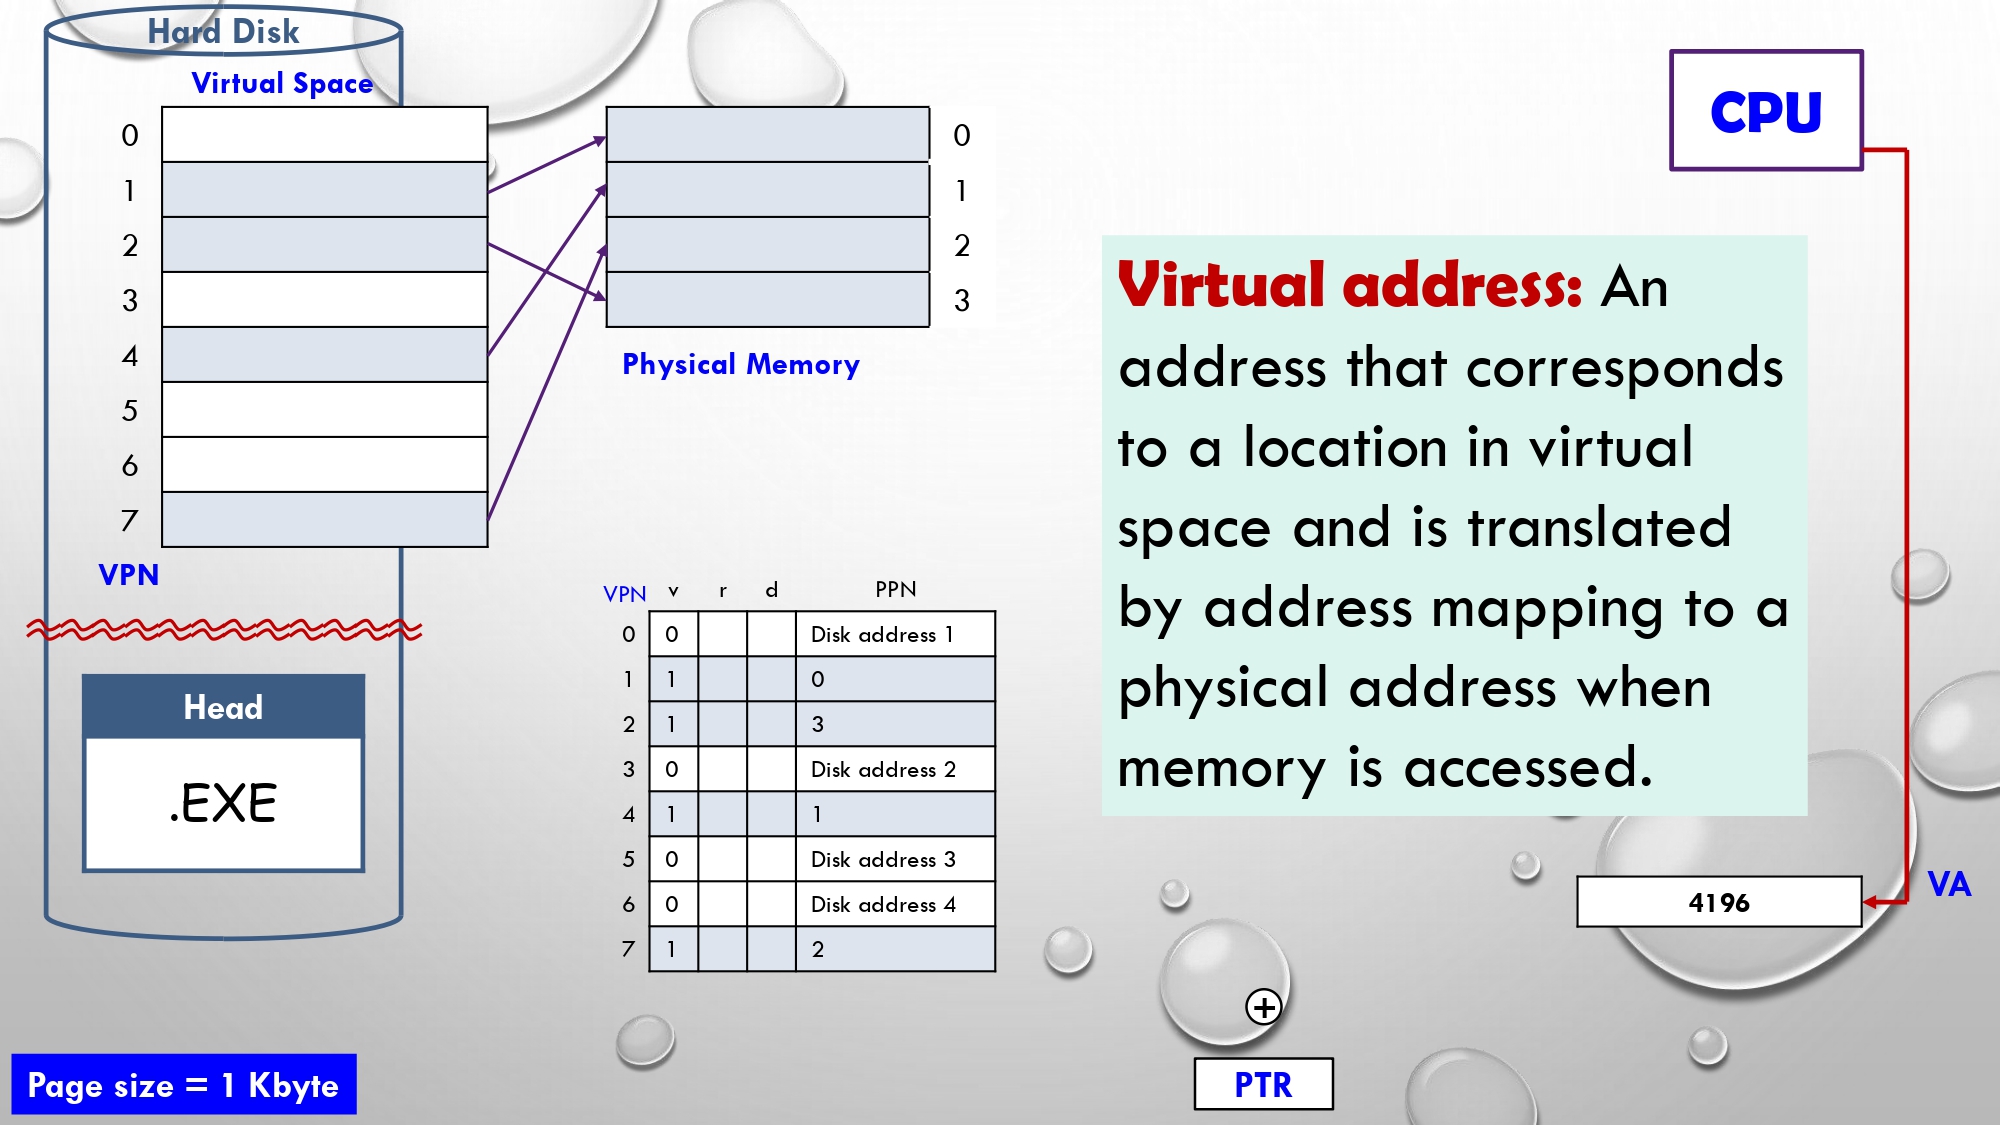 Hard Disk
Virtual Space
0
1
2
3
4
5
6
7
VPN
0
1
2
3
Physical Memory
CPU
Virtual address: An
address that corresponds
to a location in virtual
space and is translated
by address mapping to a
physical address when
memory is accessed.
VPN v r d PPN
0 0 Disk address 1
1 1 0
2 1 3
3 0 Disk address 2
4 1 1
5 0 Disk address 3
6 0 Disk address 4
7 1 2
Head
.EXE
VA
4196
+
PTR
Page size = 1 Kbyte